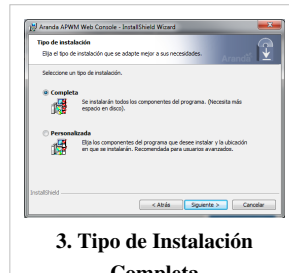 Aranda APWM Web Console - InstallShield Wizard
Tipo de instalación
Elija el tipo de instalación que se adapte mejor a sus necesidades.
Aranda
Seleccione un tipo de instalación.
Completa
Se instalarán todos los componentes del programa. (Necesita más
espacio en disco).
Personalizada
Elija los componentes del programa que desee instalar y la ubicación
en que se instalarán. Recomendada para usuarios avanzados.
InstallShield
< Atrás
Siguiente >
Cancelar
3. Tipo de Instalación
Completa